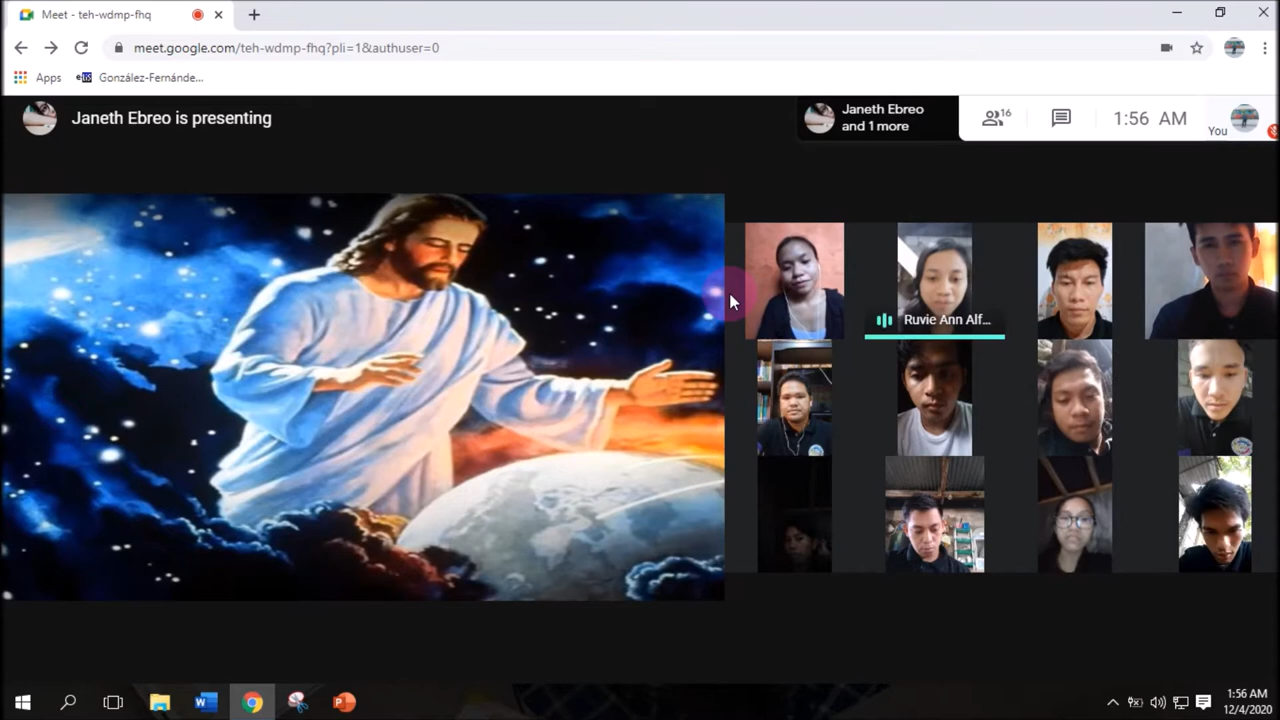 Meet - teh-wdmp-fhq
meet.google.com/teh-wdmp-fhq?pli=1&authuser=0
Apps
González-Fernánde...
Janeth Ebreo is presenting
Janeth Ebreo
and 1 more
16
1:56 AM
You
Ruvie Ann Alf...
1:56 AM
12/4/2020